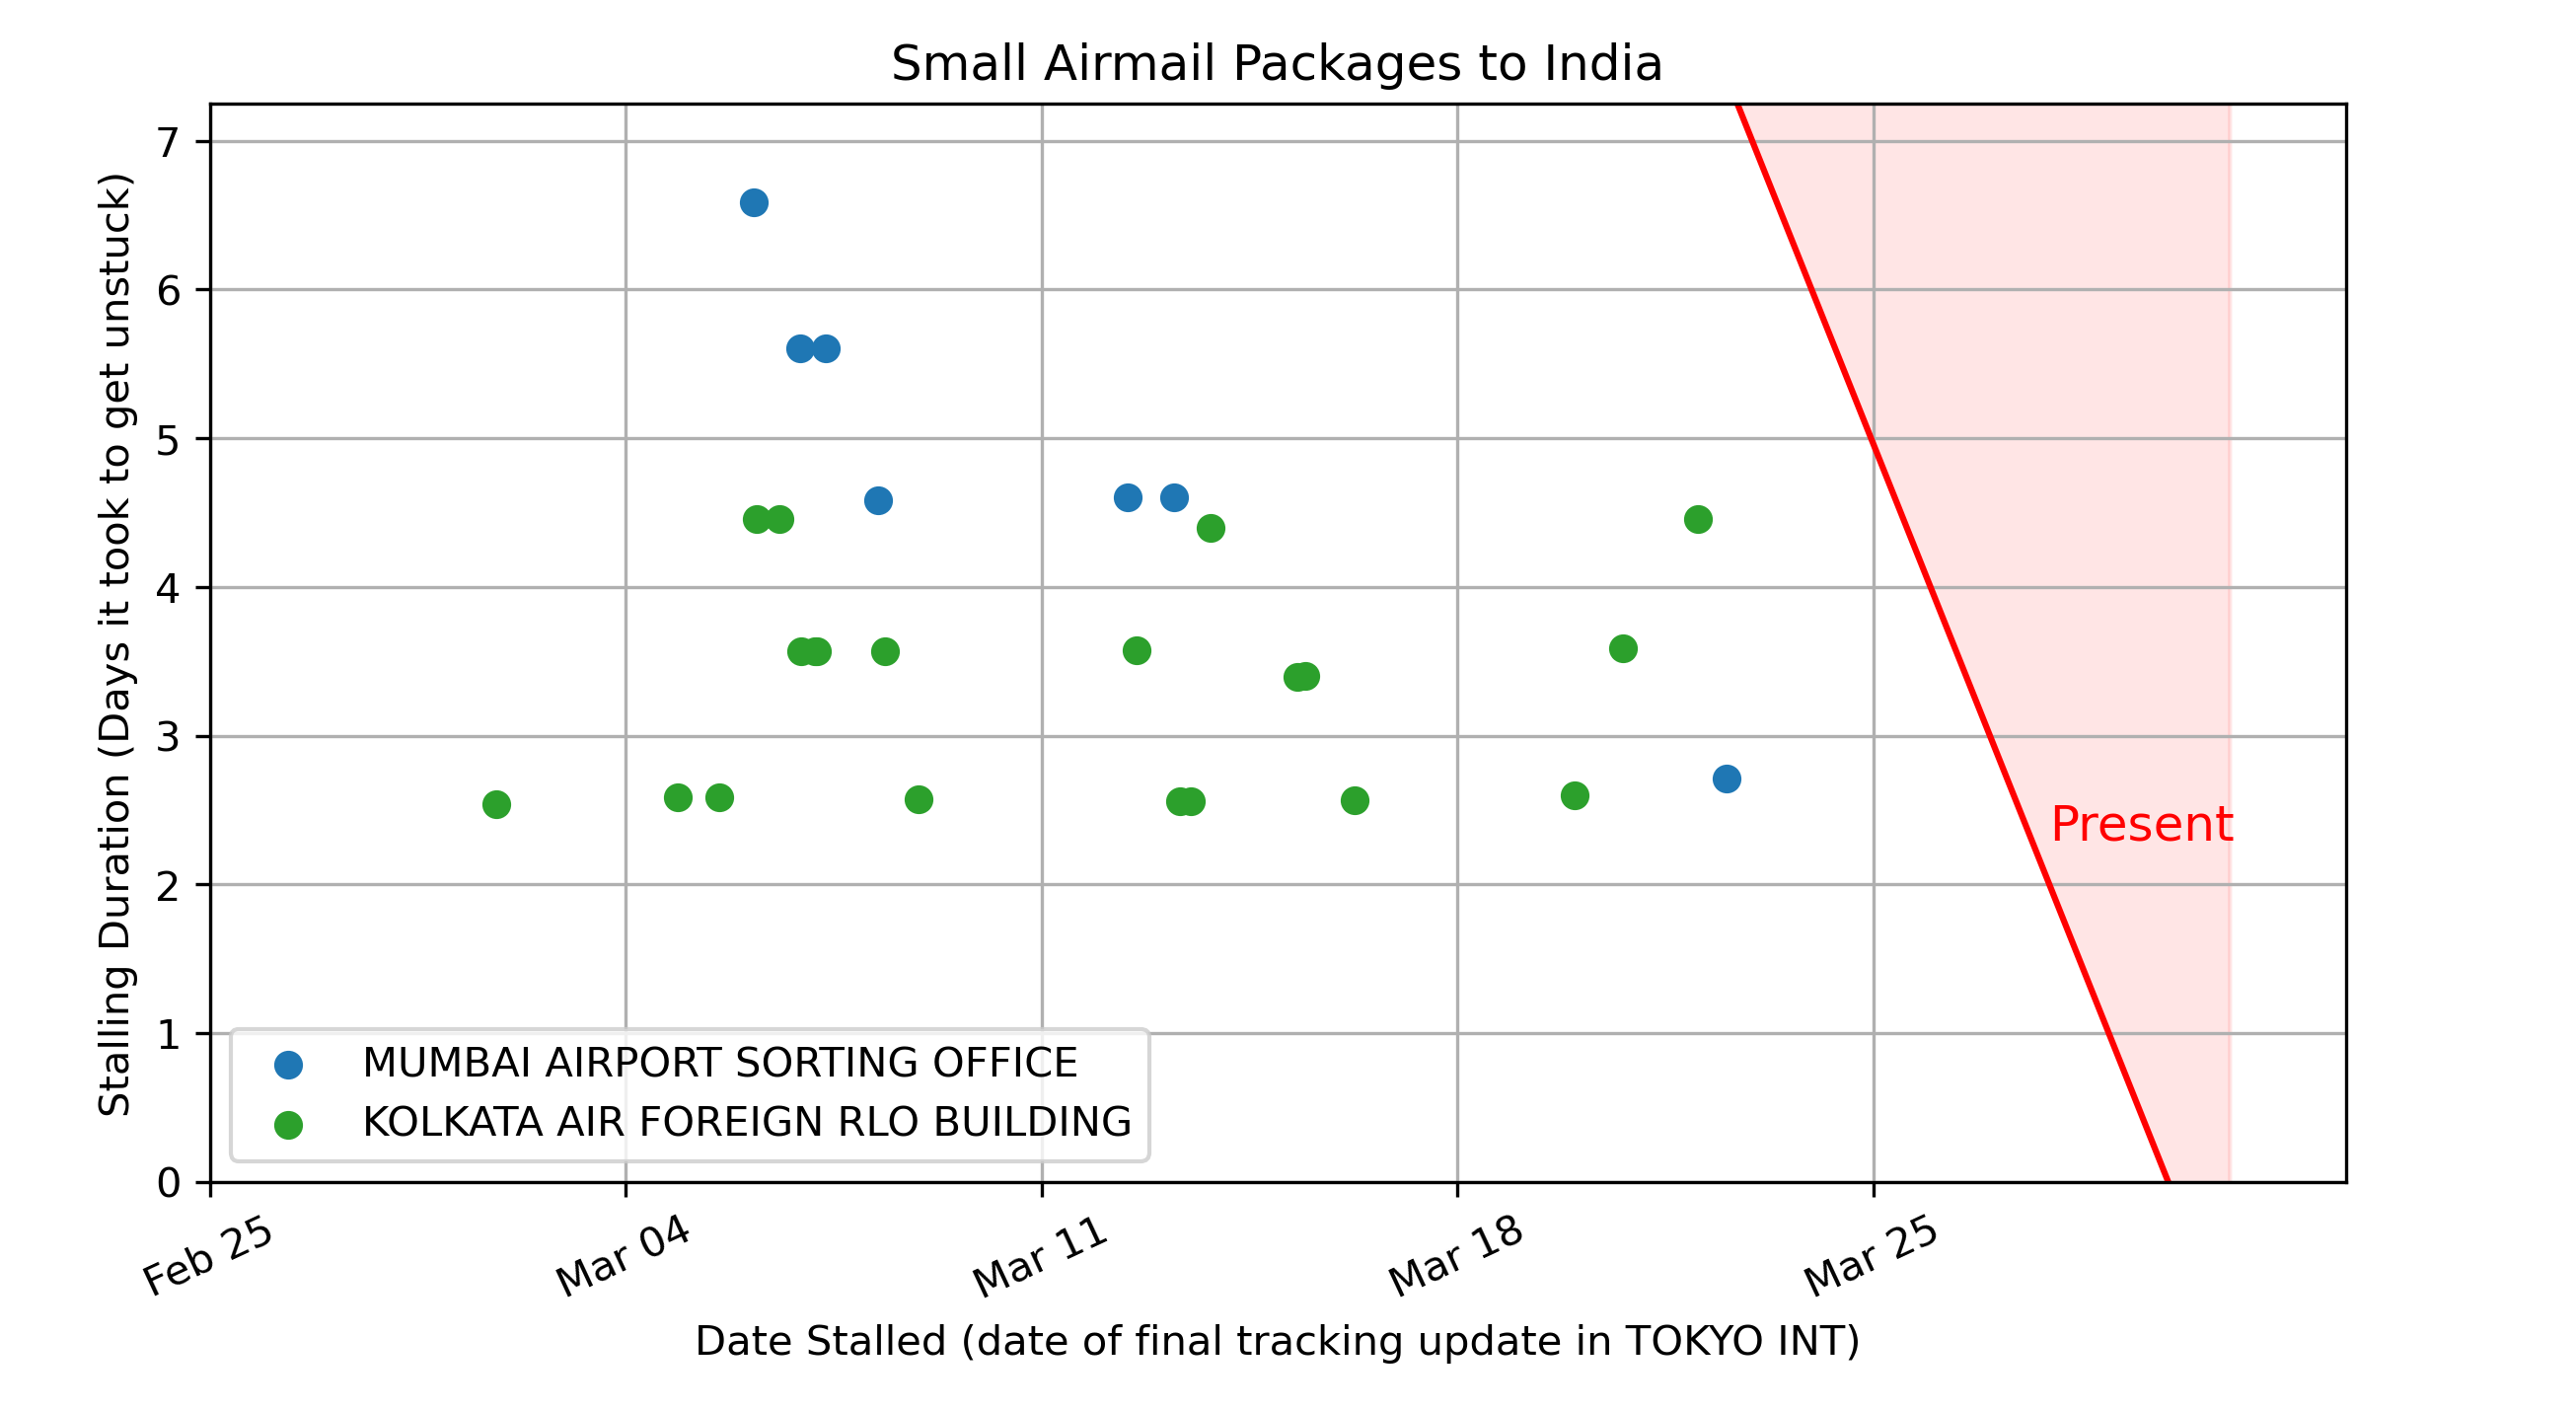 Small Airmail Packages to India
Stalling Duration (Days it took to get unstuck)
7
6
5
4
3
2
1
0
Present
MUMBAI AIRPORT SORTING OFFICE
KOLKATA AIR FOREIGN RLO BUILDING
Feb 25
Mar 04
Mar 11
Mar 18
Mar 25
Date Stalled (date of final tracking update in TOKYO INT)